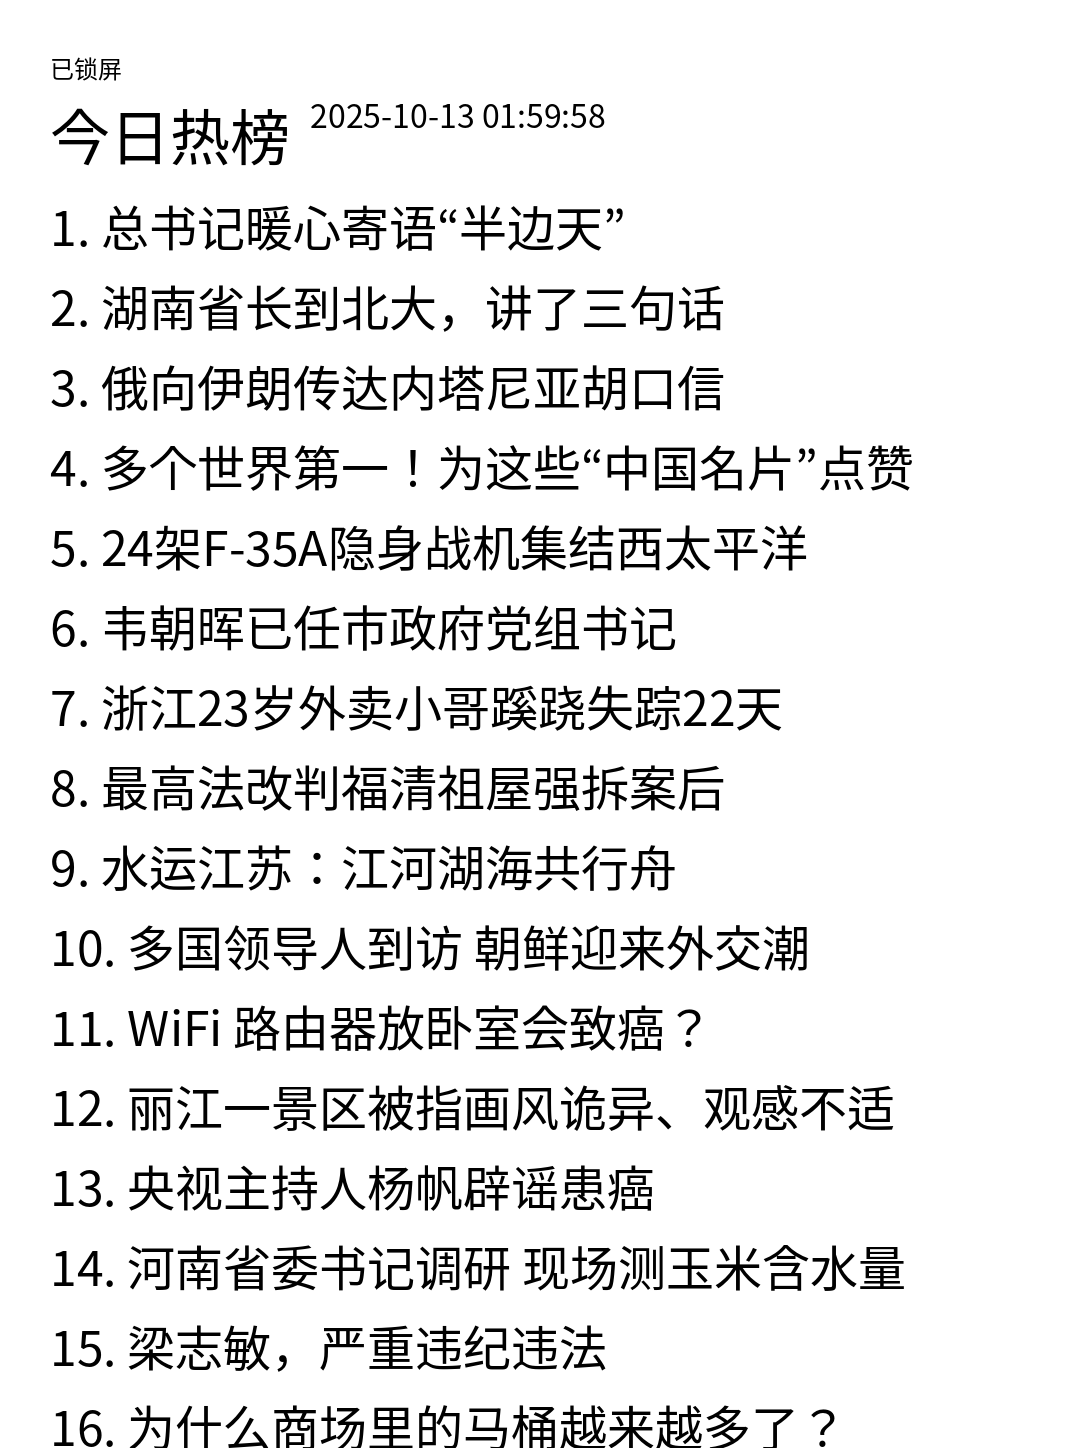 已锁屏
今日热榜 2025-10-13 01:59:58
1. 总书记暖心寄语“半边天”
2. 湖南省长到北大，讲了三句话
3. 俄向伊朗传达内塔尼亚胡口信
4. 多个世界第一！为这些“中国名片”点赞
5. 24架F-35A隐身战机集结西太平洋
6. 韦朝晖已任市政府党组书记
7. 浙江23岁外卖小哥蹊跷失踪22天
8. 最高法改判福清祖屋强拆案后
9. 水运江苏：江河湖海共行舟
10. 多国领导人到访 朝鲜迎来外交潮
11. WiFi 路由器放卧室会致癌？
12. 丽江一景区被指画风诡异、观感不适
13. 央视主持人杨帆辟谣患癌
14. 河南省委书记调研 现场测玉米含水量
15. 梁志敏，严重违纪违法
16. 为什么商场里的马桶越来越多了？